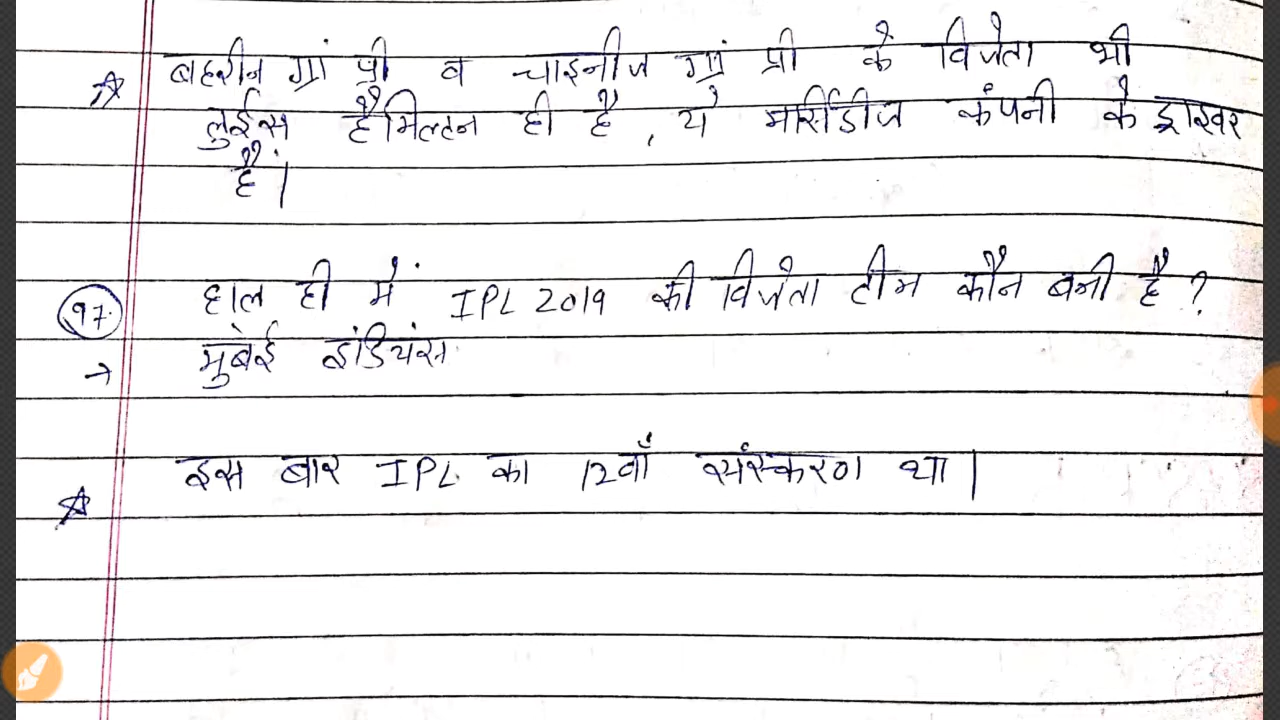 ☆ बहरीन ग्रां प्री व चाइनीज ग्रां प्री के विजेता भी
लुईस हैमिल्टन ही हैं, ये मर्सिडीज कंपनी के ड्राइवर
हैं।
97. हाल ही में IPL 2019 की विजेता टीम कौन बनी है ?
→ मुंबई इंडियंस
☆ इस बार IPL का 12वाँ संस्करण था।